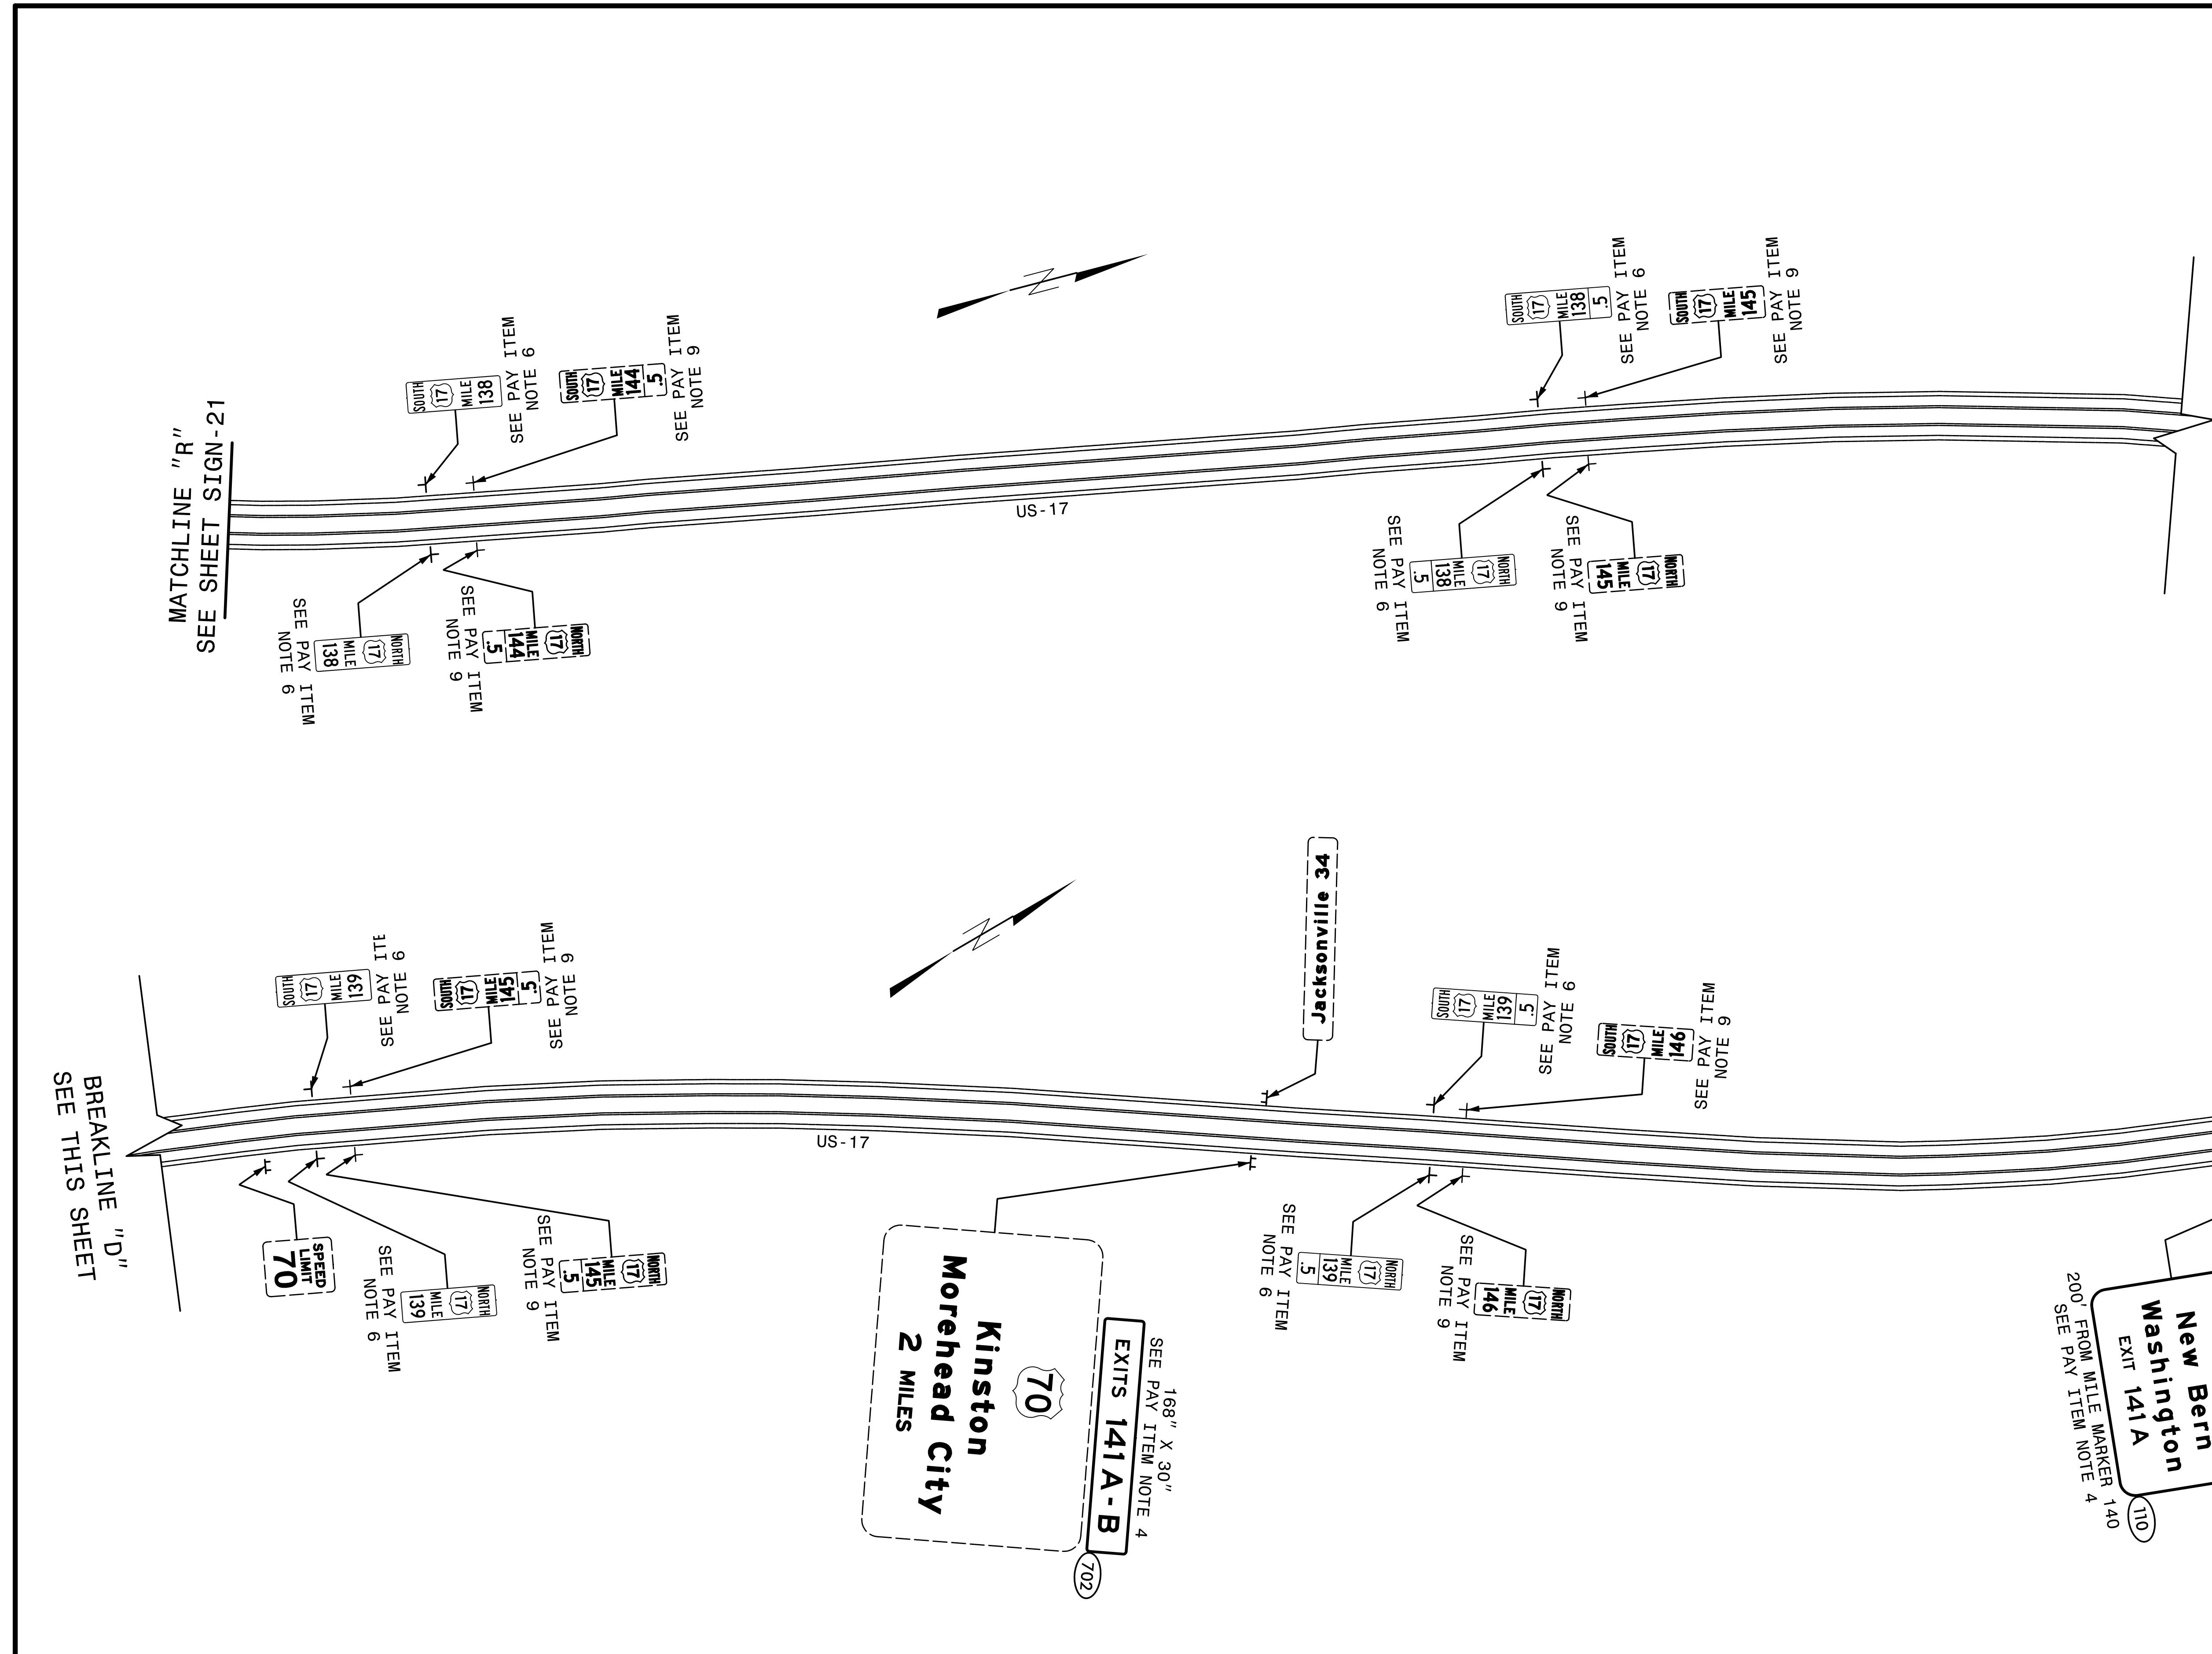 MATCHLINE "R"
SEE SHEET SIGN-21
SOUTH
17
MILE
138
SEE PAY ITEM
NOTE 6
SOUTH
17
MILE
144
.5
SEE PAY ITEM
NOTE 9
SOUTH
17
MILE
138
.5
SEE PAY ITEM
NOTE 6
SOUTH
17
MILE
145
SEE PAY ITEM
NOTE 9
N
US-17
NORTH
17
MILE
138
SEE PAY ITEM
NOTE 6
NORTH
17
MILE
144
.5
SEE PAY ITEM
NOTE 9
NORTH
17
MILE
138
.5
SEE PAY ITEM
NOTE 6
NORTH
17
MILE
145
SEE PAY ITEM
NOTE 9
BREAKLINE "D"
SEE THIS SHEET
SOUTH
17
MILE
139
SEE PAY ITE
NOTE 6
SOUTH
17
MILE
145
.5
SEE PAY ITEM
NOTE 9
N
Jacksonville 34
SOUTH
17
MILE
139
.5
SEE PAY ITEM
NOTE 6
SOUTH
17
MILE
146
SEE PAY ITEM
NOTE 9
US-17
SPEED
LIMIT
70
NORTH
17
MILE
139
SEE PAY ITEM
NOTE 6
NORTH
17
MILE
145
.5
SEE PAY ITEM
NOTE 9
168" X 30"
SEE PAY ITEM NOTE 4
EXITS 141 A - B
70
Kinston
Morehead City
2 MILES
702
NORTH
17
MILE
139
.5
SEE PAY ITEM
NOTE 6
NORTH
17
MILE
146
SEE PAY ITEM
NOTE 9
New Bern
Washington
EXIT 141 A
200' FROM MILE MARKER 140
SEE PAY ITEM NOTE 4
110